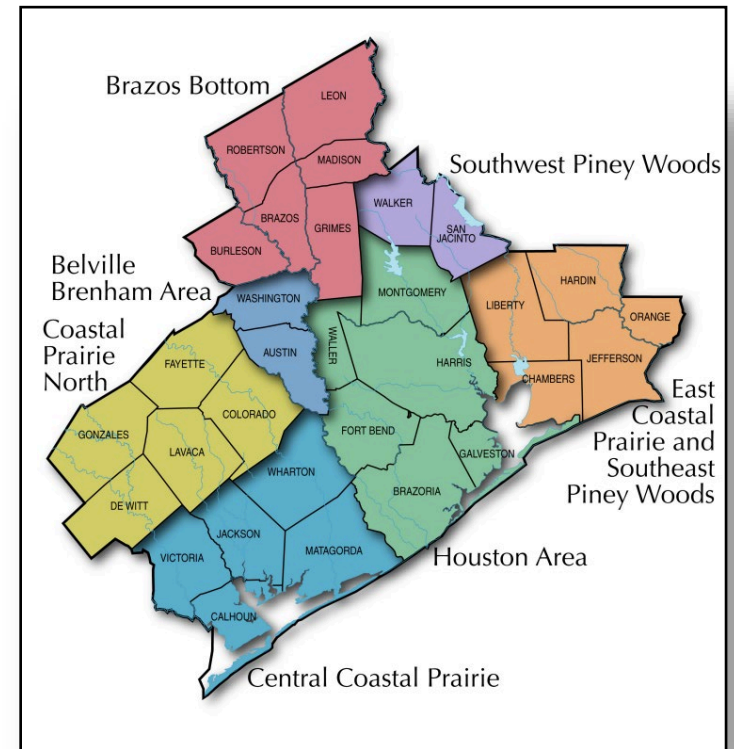 Brazos Bottom
LEON
ROBERTSON
MADISON
Southwest Piney Woods
WALKER
BRAZOS
GRIMES
SAN
JACINTO
BURLESON
Belville
Brenham Area
WASHINGTON
MONTGOMERY
HARDIN
LIBERTY
ORANGE
Coastal
Prairie
North
AUSTIN
WALLER
HARRIS
JEFFERSON
FAYETTE
CHAMBERS
COLORADO
East
Coastal
Prairie and
Southeast
Piney Woods
GONZALES
LAVACA
FORT BEND
GALVESTON
WHARTON
BRAZORIA
DE WITT
JACKSON
MATAGORDA
VICTORIA
Houston Area
CALHOUN
Central Coastal Prairie